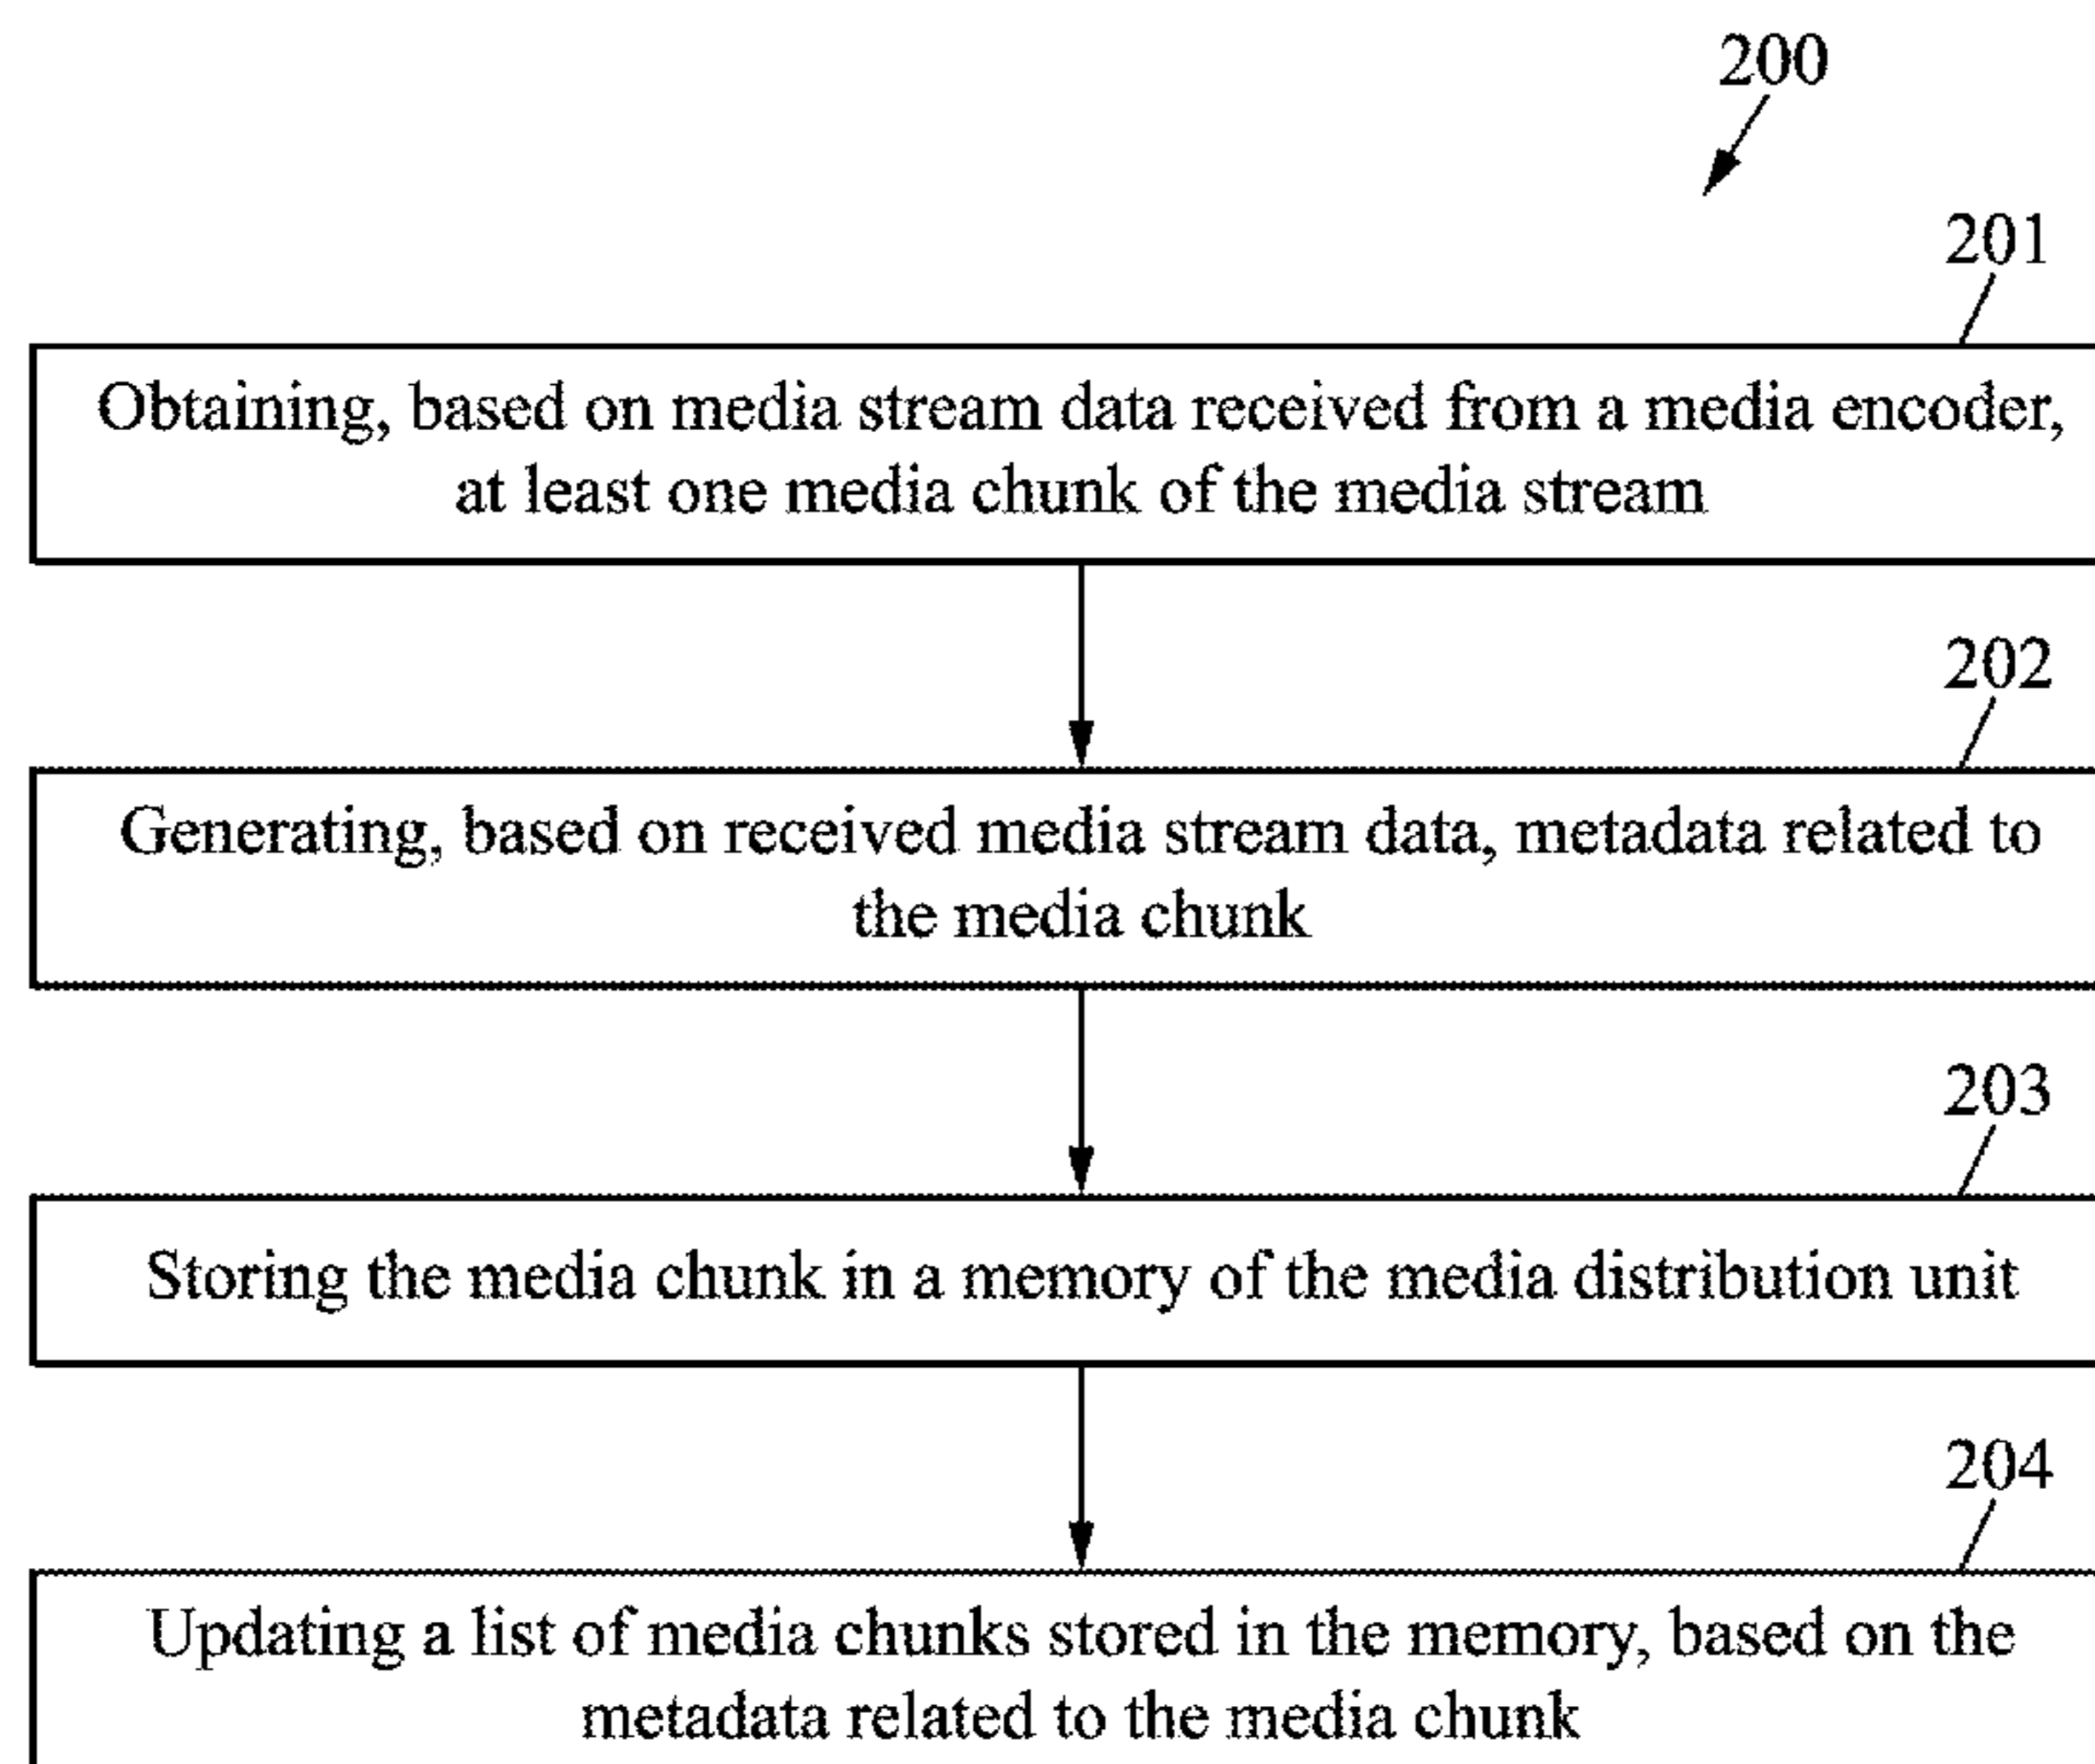 200
201
Obtaining, based on media stream data received from a media encoder,
at least one media chunk of the media stream
202
Generating, based on received media stream data, metadata related to
the media chunk
203
Storing the media chunk in a memory of the media distribution unit
204
Updating a list of media chunks stored in the memory, based on the
metadata related to the media chunk